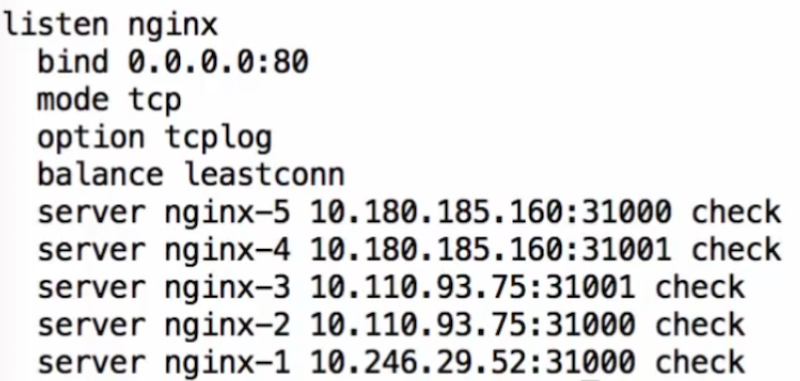 listen nginx
bind 0.0.0.0:80
mode tcp
option tcplog
balance leastconn
server nginx-5 10.180.185.160:31000 check
server nginx-4 10.180.185.160:31001 check
server nginx-3 10.110.93.75:31001 check
server nginx-2 10.110.93.75:31000 check
server nginx-1 10.246.29.52:31000 check